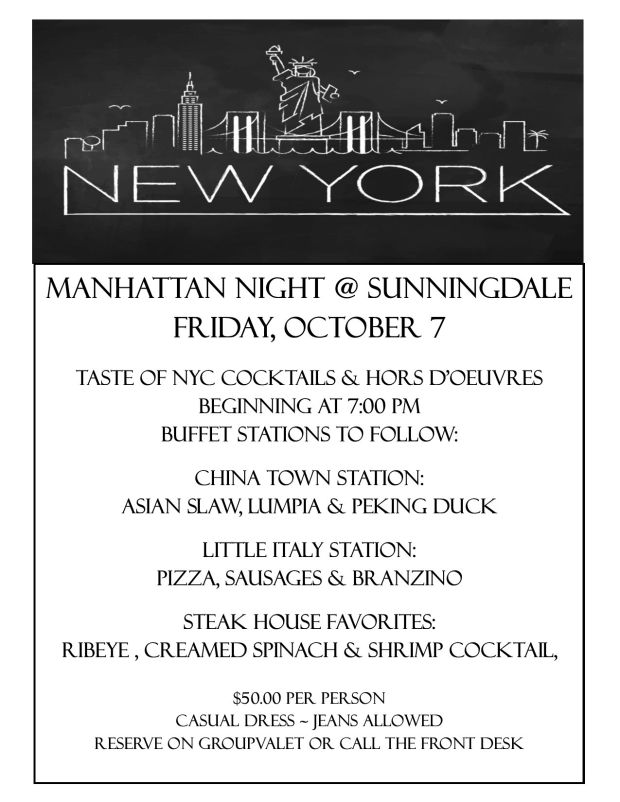 NEW YORK
MANHATTAN NIGHT @ SUNNINGDALE
FRIDAY, OCTOBER 7
TASTE OF NYC COCKTAILS & HORS D'OEUVRES
BEGINNING AT 7:00 PM
BUFFET STATIONS TO FOLLOW:
CHINA TOWN STATION:
ASIAN SLAW, LUMPIA & PEKING DUCK
LITTLE ITALY STATION:
PIZZA, SAUSAGES & BRANZINO
STEAK HOUSE FAVORITES:
RIBEYE , CREAMED SPINACH & SHRIMP COCKTAIL,
$50.00 PER PERSON
CASUAL DRESS ~ JEANS ALLOWED
RESERVE ON GROUPVALET OR CALL THE FRONT DESK